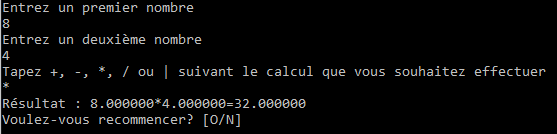 Entrez un premier nombre
8
Entrez un deuxième nombre
4
Tapez +, -, *, / ou | suivant le calcul que vous souhaitez effectuer
*
Résultat : 8.000000*4.000000=32.000000
Voulez-vous recommencer? [O/N]